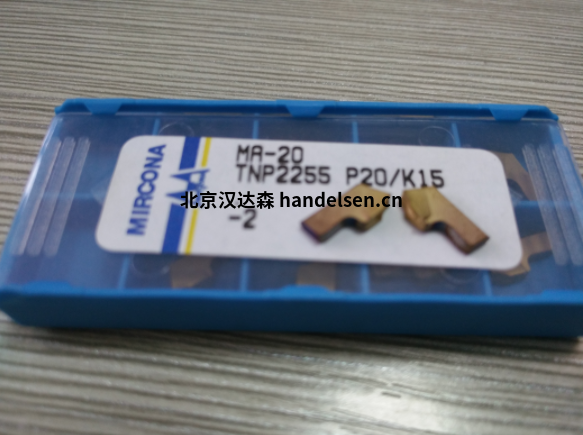 MIRCONA
MA-20
TNP2255 P20/K15
北京汉达森 handelsen.cn
-2